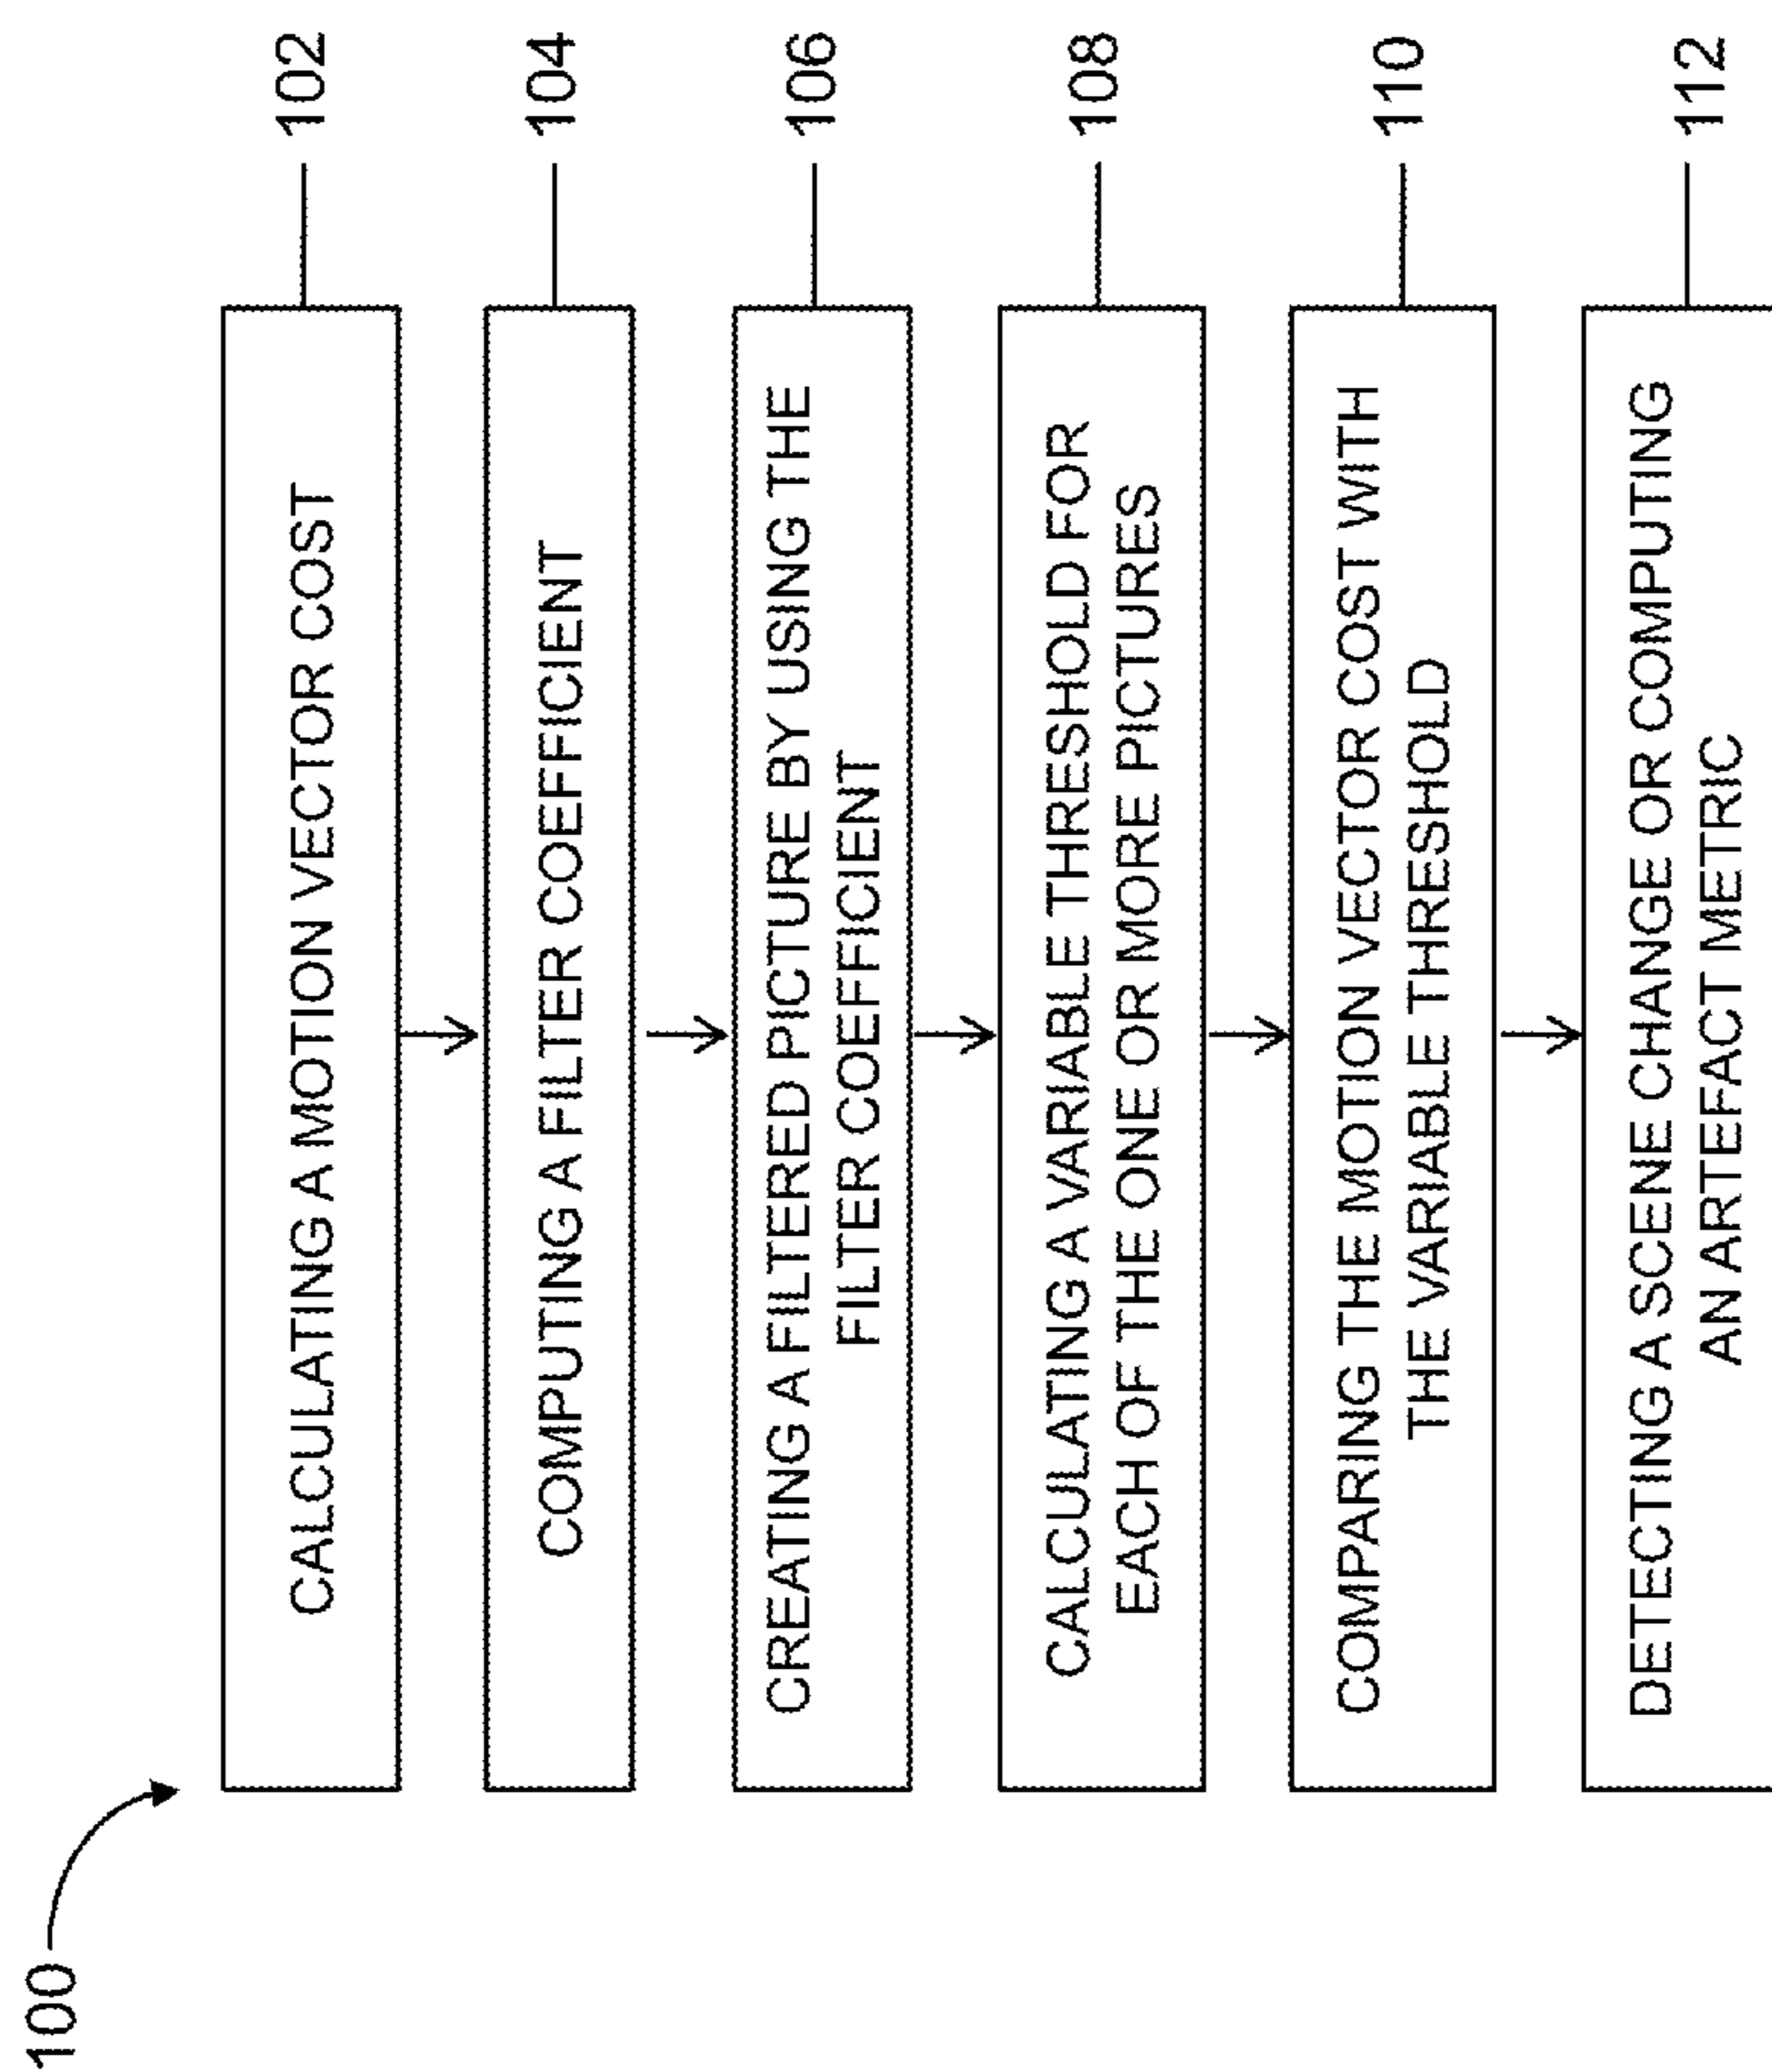 100
CALCULATING A MOTION VECTOR COST
102
COMPUTING A FILTER COEFFICIENT
104
CREATING A FILTERED PICTURE BY USING THE
FILTER COEFFICIENT
106
CALCULATING A VARIABLE THRESHOLD FOR
EACH OF THE ONE OR MORE PICTURES
108
COMPARING THE MOTION VECTOR COST WITH
THE VARIABLE THRESHOLD
110
DETECTING A SCENE CHANGE OR COMPUTING
AN ARTEFACT METRIC
112